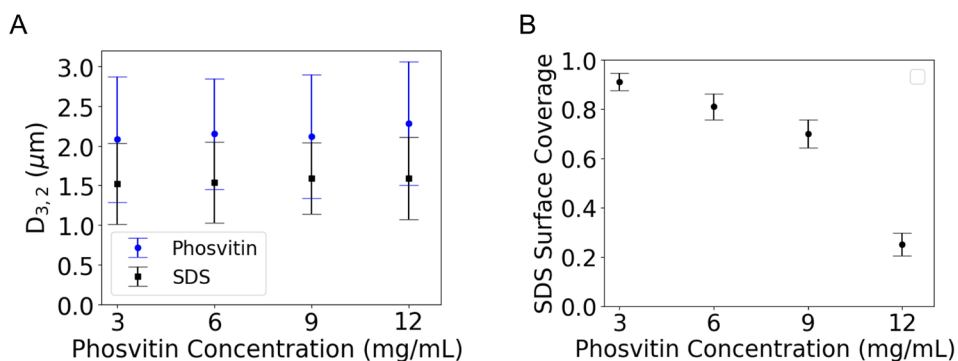 A
D3, 2 (μm)
3.0
2.5
2.0
1.5
1.0
0.5
0.0
Phosvitin
SDS
3 6 9 12
Phosvitin Concentration (mg/mL)
B
SDS Surface Coverage
1.0
0.8
0.6
0.4
0.2
0.0
3 6 9 12
Phosvitin Concentration (mg/mL)